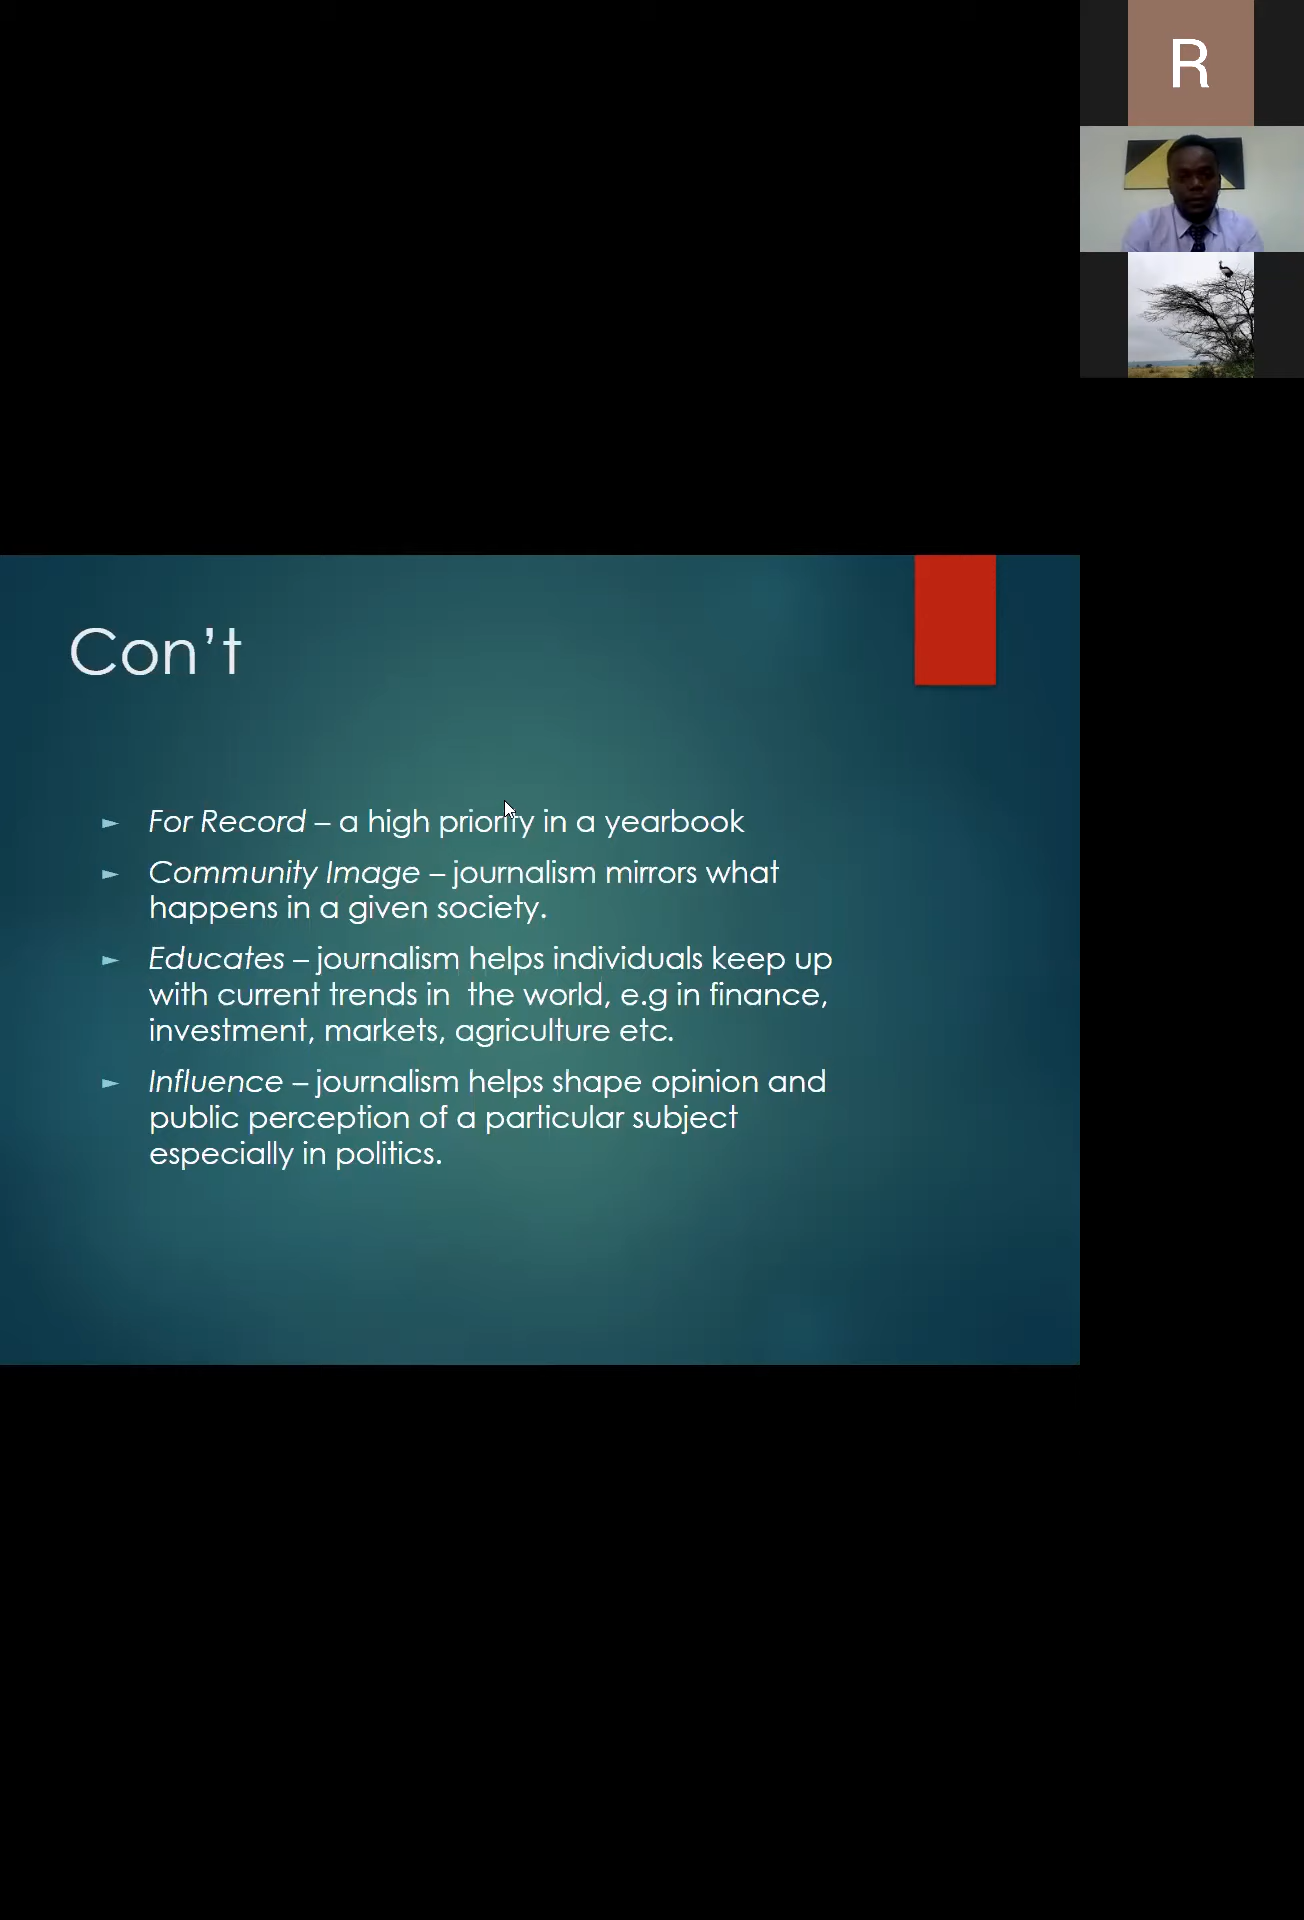 R
Con’t
► For Record – a high priority in a yearbook
► Community Image – journalism mirrors what
happens in a given society.
► Educates – journalism helps individuals keep up
with current trends in  the world, e.g in finance,
investment, markets, agriculture etc.
► Influence – journalism helps shape opinion and
public perception of a particular subject
especially in politics.